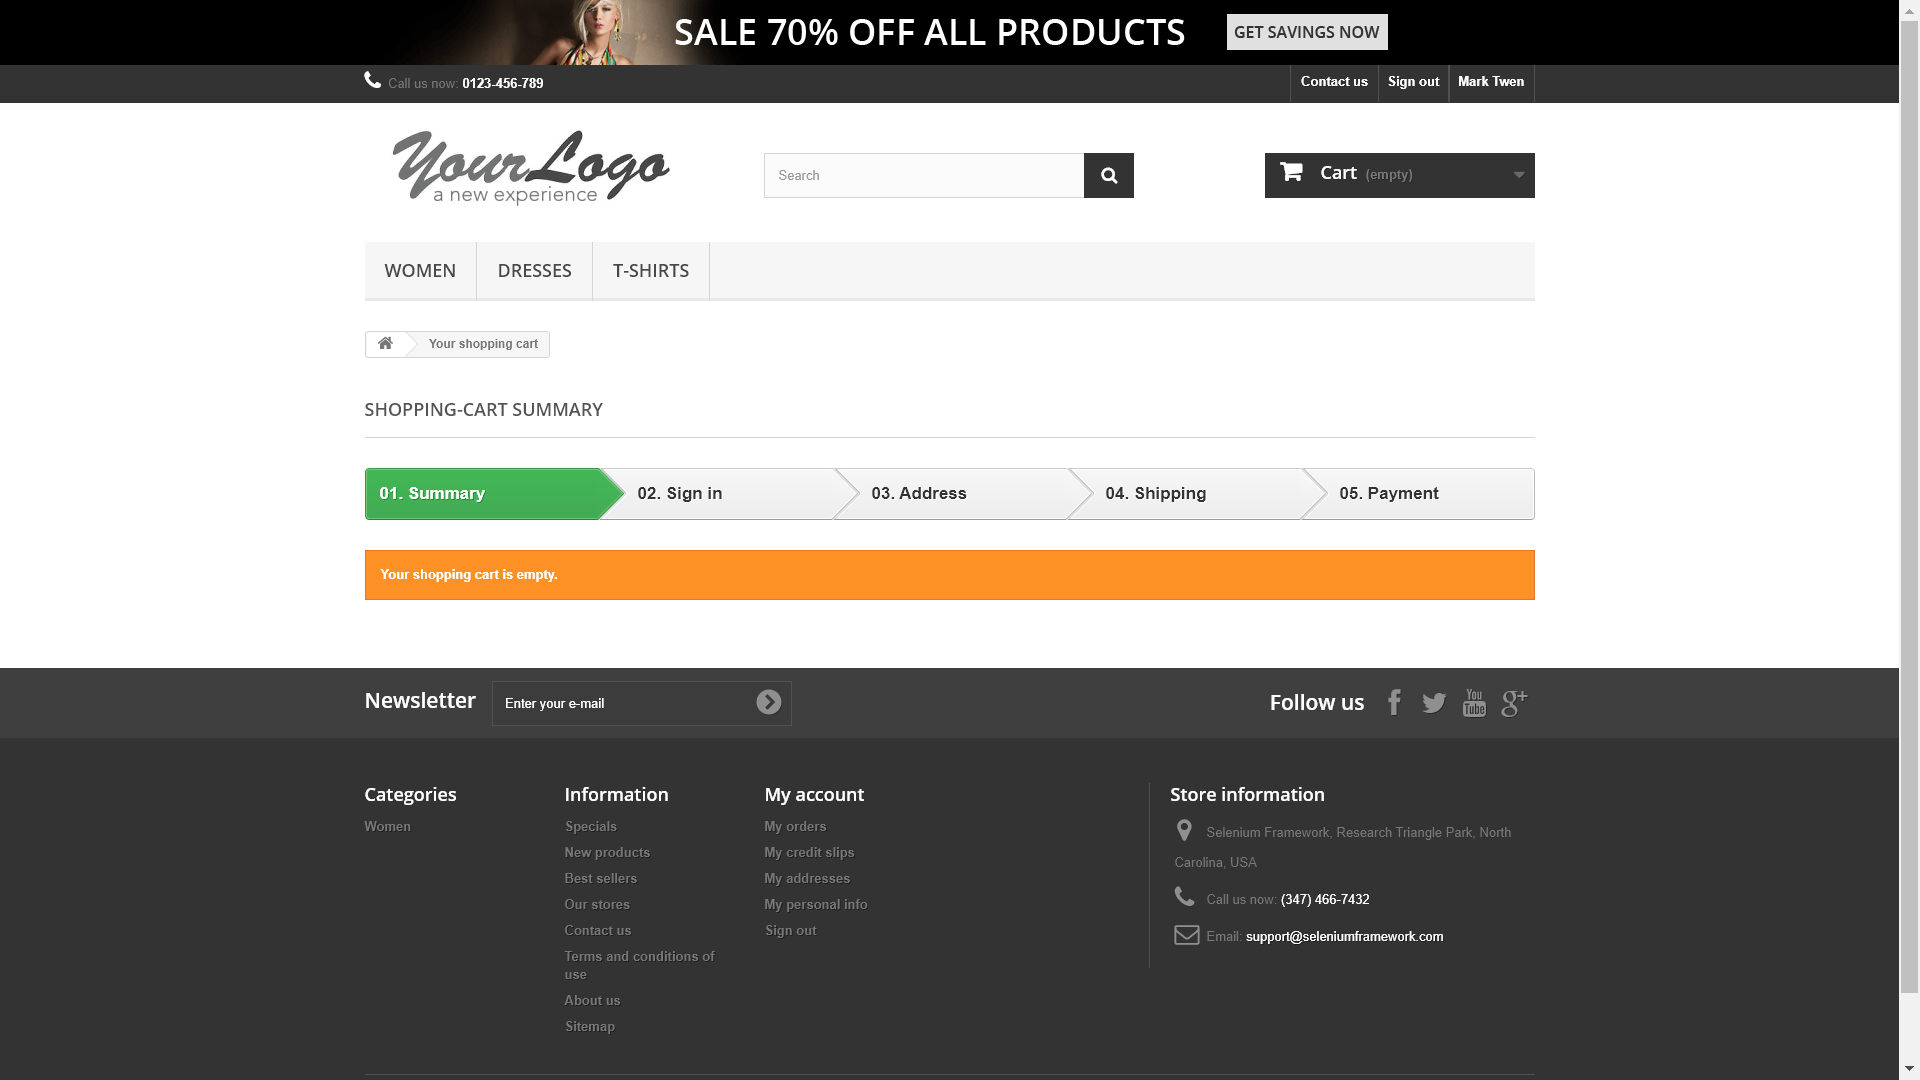 SALE 70% OFF ALL PRODUCTS
GET SAVINGS NOW
Call us now: 0123-456-789
Contact us
Sign out
Mark Twen
YourLogo
a new experience
Search
Cart (empty)
WOMEN
DRESSES
T-SHIRTS
Your shopping cart
SHOPPING-CART SUMMARY
01. Summary
02. Sign in
03. Address
04. Shipping
05. Payment
Your shopping cart is empty.
Newsletter
Enter your e-mail
Follow us
You
Tube
g+
Categories
Women
Information
Specials
New products
Best sellers
Our stores
Contact us
Terms and conditions of
use
About us
Sitemap
My account
My orders
My credit slips
My addresses
My personal info
Sign out
Store information
Selenium Framework, Research Triangle Park, North
Carolina, USA
Call us now: (347) 466-7432
Email: support@seleniumframework.com